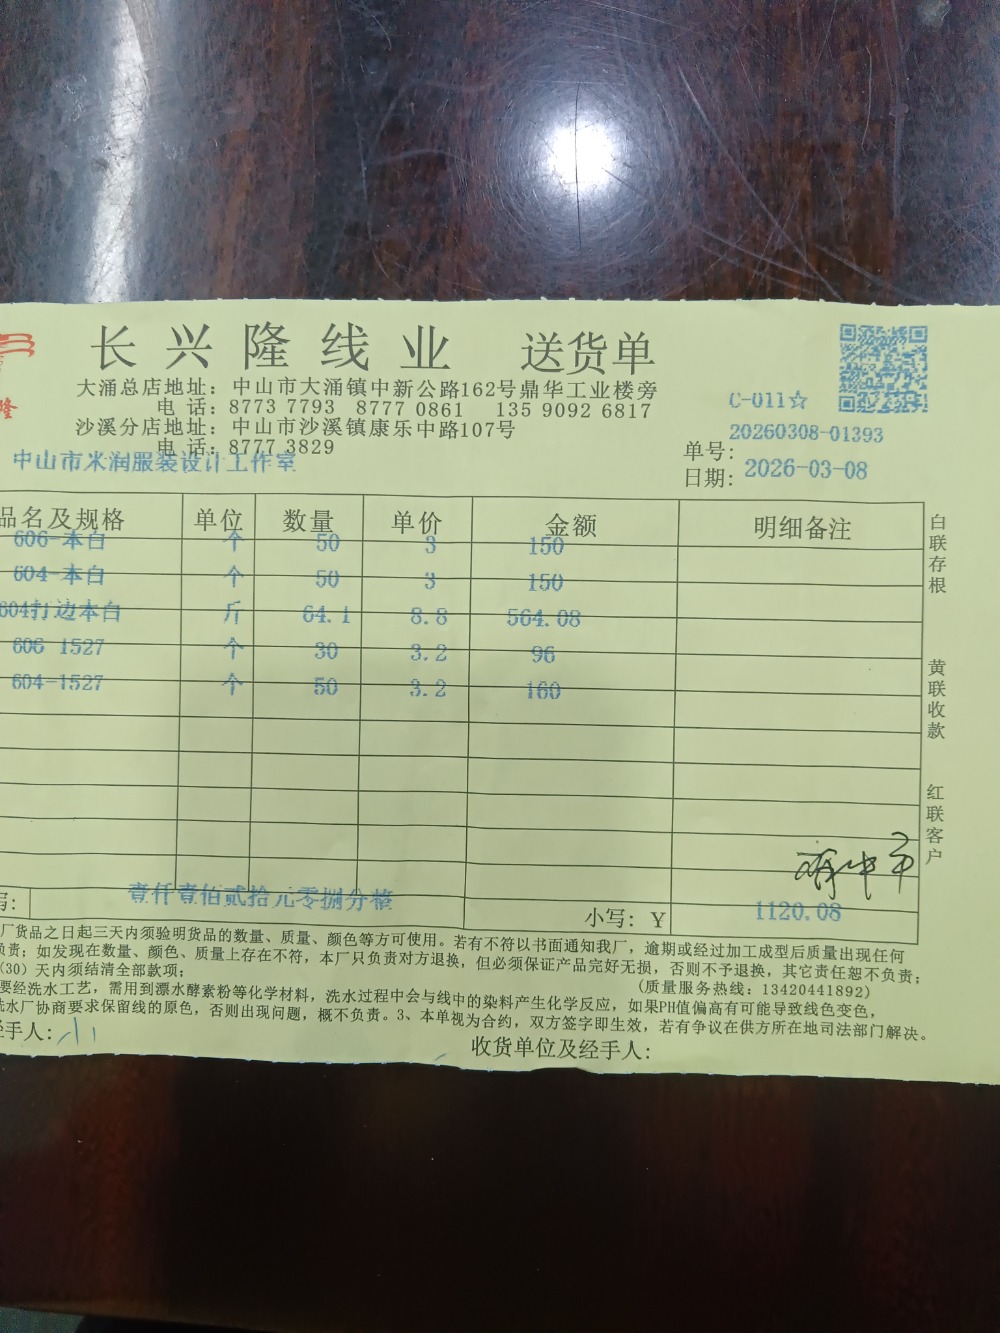 长兴隆线业 送货单
隆
大涌总店地址：中山市大涌镇中新公路162号鼎华工业楼旁
电 话：8773 7793 8777 0861 135 9092 6817
沙溪分店地址：中山市沙溪镇康乐中路107号
电 话：8777 3829
C-011☆
单号：20260308-01393
日期：2026-03-08
中山市米润服装设计工作室
品名及规格 单位 数量 单价 金额 明细备注
606-本白 个 50 3 150
604-本白 个 50 3 150
604打边本白 斤 64.1 8.8 564.08
606 1527 个 30 3.2 96
604-1527 个 50 3.2 160
白联存根
黄联收款
红联客户
写： 壹仟壹佰贰拾元零捌分整 小写：￥ 1120.08
厂货品之日起三天内须验明货品的数量、质量、颜色等方可使用。若有不符以书面通知我厂，逾期或经过加工成型后质量出现任何
负责；如发现在数量、颜色、质量上存在不符，本厂只负责对方退换，但必须保证产品完好无损，否则不予退换，其它责任恕不负责；
(30）天内须结清全部款项； （质量服务热线：13420441892）
要经洗水工艺，需用到漂水酵素粉等化学材料，洗水过程中会与线中的染料产生化学反应，如果PH值偏高有可能导致线色变色，
洗水厂协商要求保留线的原色，否则出现问题，概不负责。3、本单视为合约，双方签字即生效，若有争议在供方所在地司法部门解决。
经手人：
收货单位及经手人：